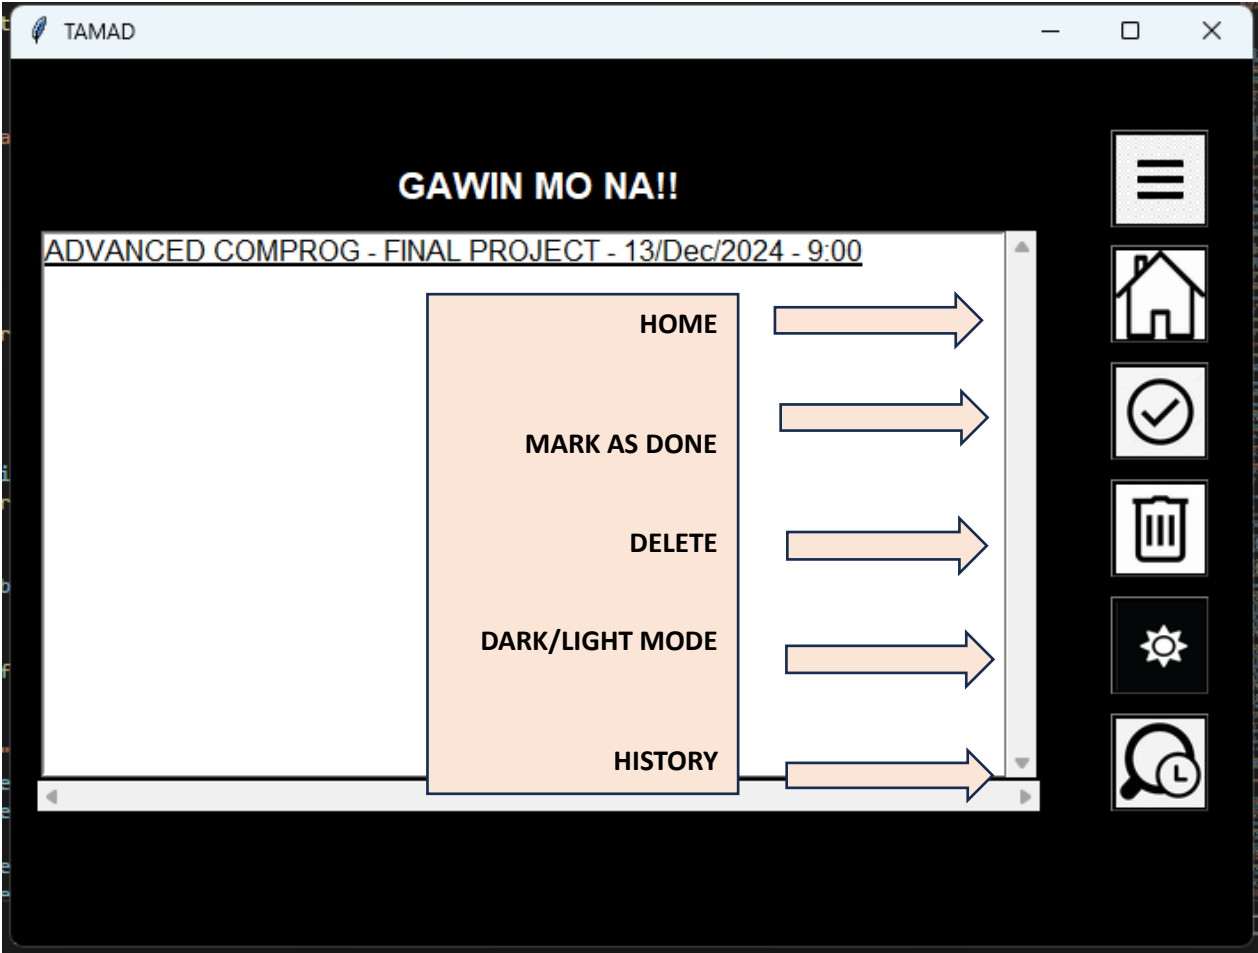 TAMAD
GAWIN MO NA!!
ADVANCED COMPROG - FINAL PROJECT - 13/Dec/2024 - 9:00
HOME
MARK AS DONE
DELETE
DARK/LIGHT MODE
HISTORY